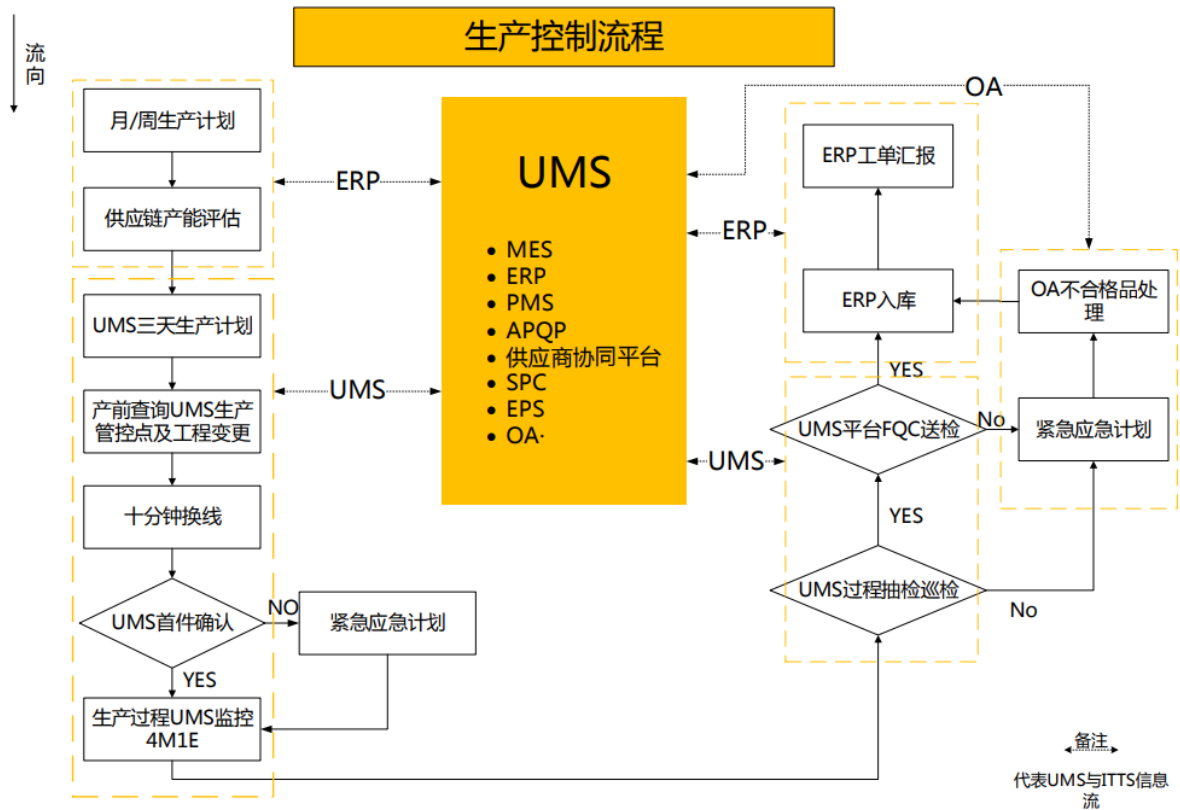 生产控制流程
流
向
月/周生产计划
供应链产能评估
ERP
UMS三天生产计划
产前查询UMS生产
管控点及工程变更
UMS
十分钟换线
UMS首件确认
NO
紧急应急计划
YES
生产过程UMS监控
4M1E
UMS
• MES
• ERP
• PMS
• APQP
• 供应商协同平台
• SPC
• EPS
• OA·
OA
ERP工单汇报
ERP
ERP入库
OA不合格品处
理
YES
UMS平台FQC送检
No
紧急应急计划
UMS
YES
UMS过程抽检巡检
No
备注
代表UMS与ITTS信息
流